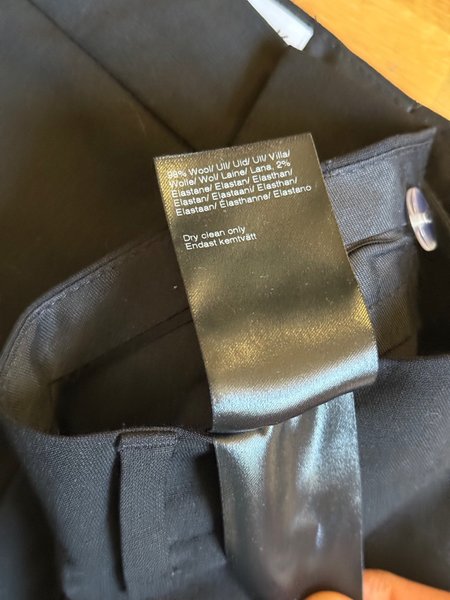 98% Wool/ Ull/ Uld/ Ull/ Villa/
Wolle/ Wol/ Laine/ Lana, 2%
Elastane/ Elastan/ Elasthan/
Elastan/ Elastaani/ Elasthan/
Elastaan/ Élasthanne/ Elastano
Dry clean only
Endast kemtvätt